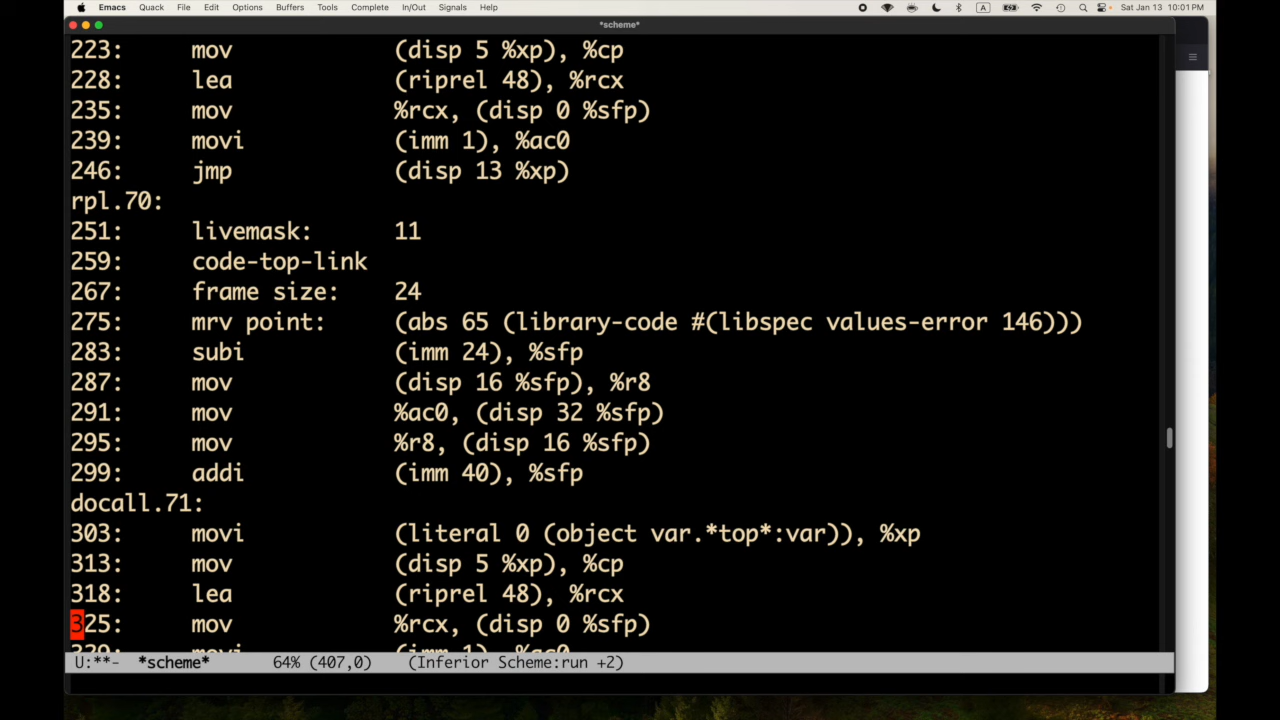 Emacs Quack File Edit Options Buffers Tools Complete In/Out Signals Help A Sat Jan 13 10:01 PM
*scheme*
223: mov (disp 5 %xp), %cp
228: lea (riprel 48), %rcx
235: mov %rcx, (disp 0 %sfp)
239: movi (imm 1), %ac0
246: jmp (disp 13 %xp)
rpl.70:
251: livemask: 11
259: code-top-link
267: frame size: 24
275: mrv point: (abs 65 (library-code #(libspec values-error 146)))
283: subi (imm 24), %sfp
287: mov (disp 16 %sfp), %r8
291: mov %ac0, (disp 32 %sfp)
295: mov %r8, (disp 16 %sfp)
299: addi (imm 40), %sfp
docall.71:
303: movi (literal 0 (object var.*top*:var)), %xp
313: mov (disp 5 %xp), %cp
318: lea (riprel 48), %rcx
325: mov %rcx, (disp 0 %sfp)
329: movi (imm 1), %ac0
U:**- *scheme* 64% (407,0) (Inferior Scheme:run +2)